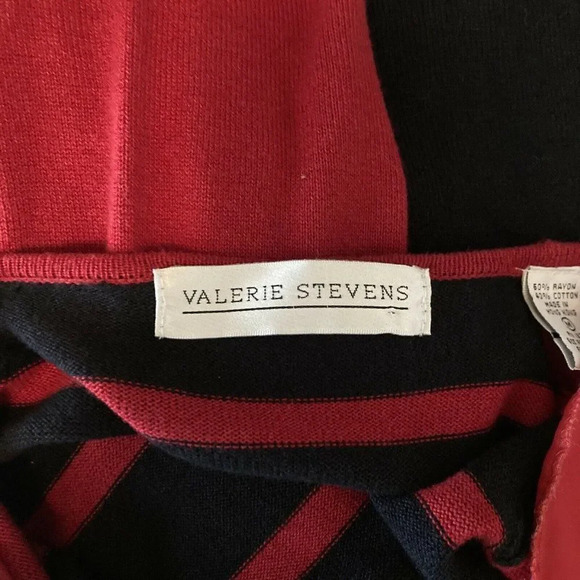 VALERIE STEVENS
60% RAYON
40% COTTON
MADE IN
HONG KONG